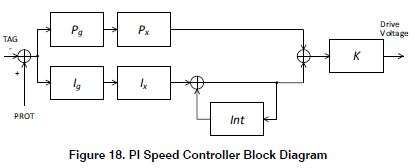 Drive
Voltage
TAG
-
+
PROT
Pg
Px
Ig
Ix
Int
K
Figure 18. PI Speed Controller Block Diagram